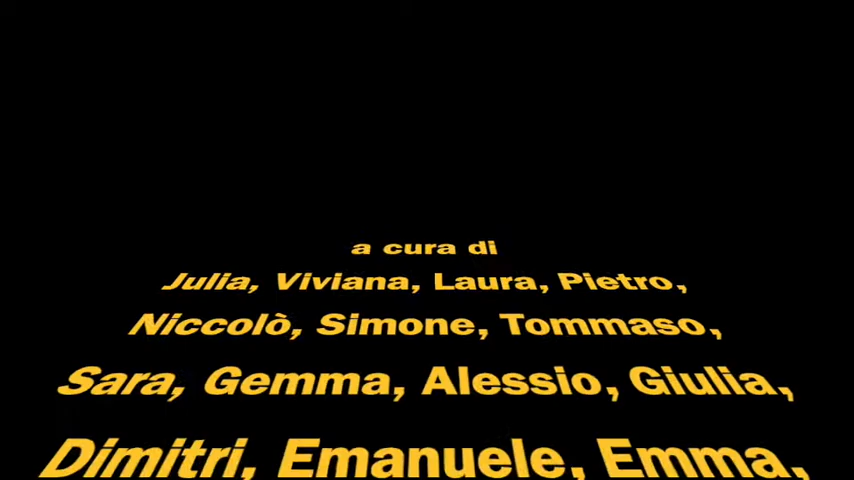 a cura di
Julia, Viviana, Laura, Pietro,
Niccolò, Simone, Tommaso,
Sara, Gemma, Alessio, Giulia,
Dimitri, Emanuele, Emma,